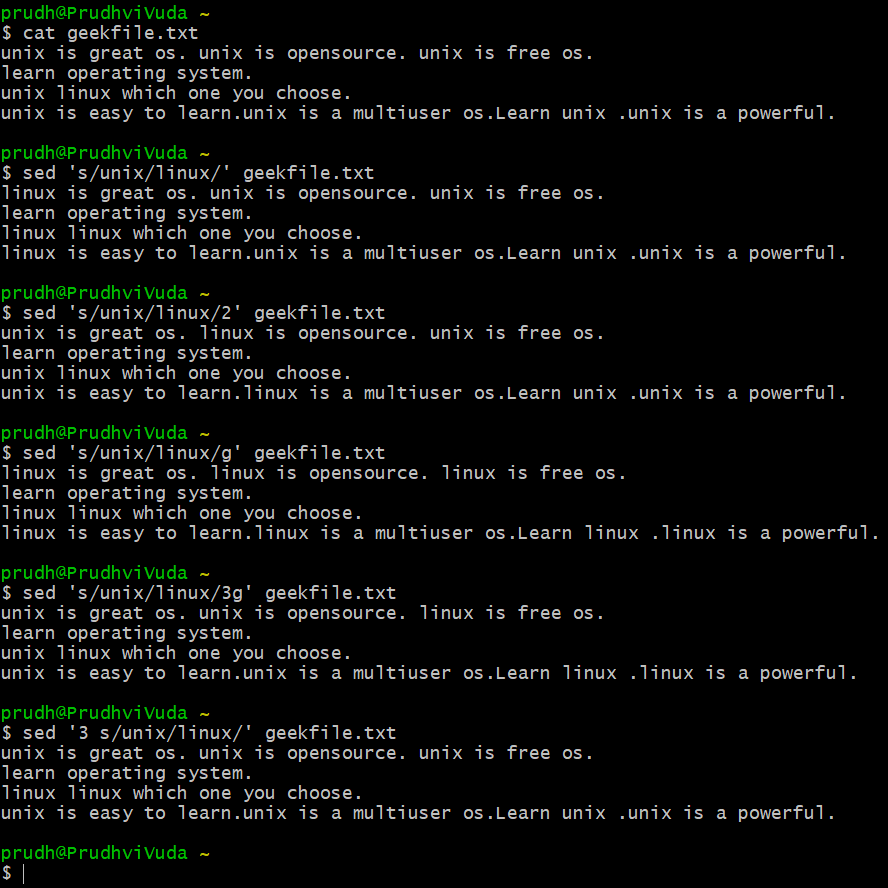 prudh@PrudhviVuda ~
$ cat geekfile.txt
unix is great os. unix is opensource. unix is free os.
learn operating system.
unix linux which one you choose.
unix is easy to learn.unix is a multiuser os.Learn unix .unix is a powerful.
prudh@PrudhviVuda ~
$ sed 's/unix/linux/' geekfile.txt
linux is great os. unix is opensource. unix is free os.
learn operating system.
linux linux which one you choose.
linux is easy to learn.unix is a multiuser os.Learn unix .unix is a powerful.
prudh@PrudhviVuda ~
$ sed 's/unix/linux/2' geekfile.txt
unix is great os. linux is opensource. unix is free os.
learn operating system.
unix linux which one you choose.
unix is easy to learn.linux is a multiuser os.Learn unix .unix is a powerful.
prudh@PrudhviVuda ~
$ sed 's/unix/linux/g' geekfile.txt
linux is great os. linux is opensource. linux is free os.
learn operating system.
linux linux which one you choose.
linux is easy to learn.linux is a multiuser os.Learn linux .linux is a powerful.
prudh@PrudhviVuda ~
$ sed 's/unix/linux/3g' geekfile.txt
unix is great os. unix is opensource. linux is free os.
learn operating system.
unix linux which one you choose.
unix is easy to learn.unix is a multiuser os.Learn linux .linux is a powerful.
prudh@PrudhviVuda ~
$ sed '3 s/unix/linux/' geekfile.txt
unix is great os. unix is opensource. unix is free os.
learn operating system.
linux linux which one you choose.
unix is easy to learn.unix is a multiuser os.Learn unix .unix is a powerful.
prudh@PrudhviVuda ~
$